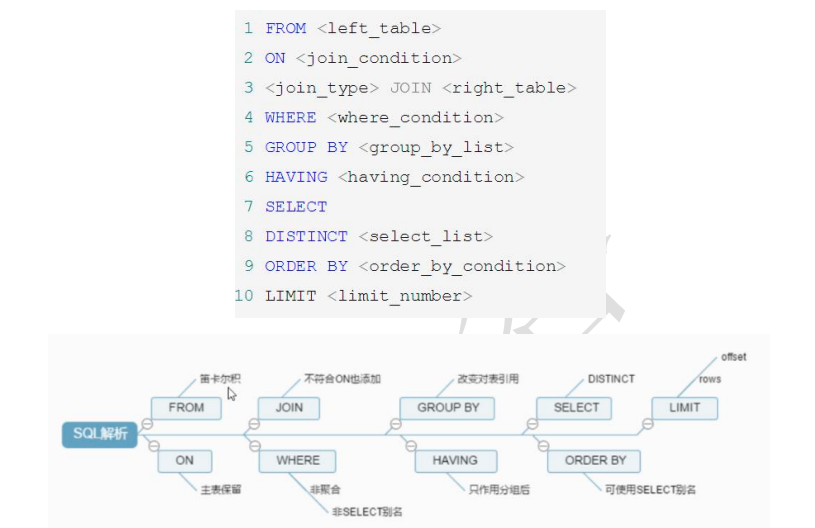 1 FROM <left_table>
2 ON <join_condition>
3 <join_type> JOIN <right_table>
4 WHERE <where_condition>
5 GROUP BY <group_by_list>
6 HAVING <having_condition>
7 SELECT
8 DISTINCT <select_list>
9 ORDER BY <order_by_condition>
10 LIMIT <limit_number>
offset
笛卡尔积 不符合ON也添加 改变对表引用 DISTINCT rows
FROM JOIN GROUP BY SELECT LIMIT
SQL解析
ON WHERE HAVING ORDER BY
主表保留 非聚合 只作用分组后 可使用SELECT别名
非SELECT别名